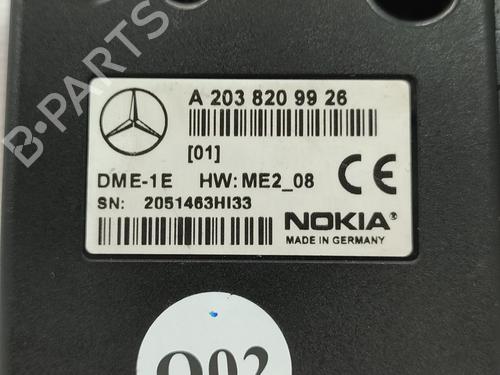 A 203 820 99 26
[01]
DME-1E HW: ME2_08
CE
SN: 2051463HI33
NOKIA®
MADE IN GERMANY
B-PARTS